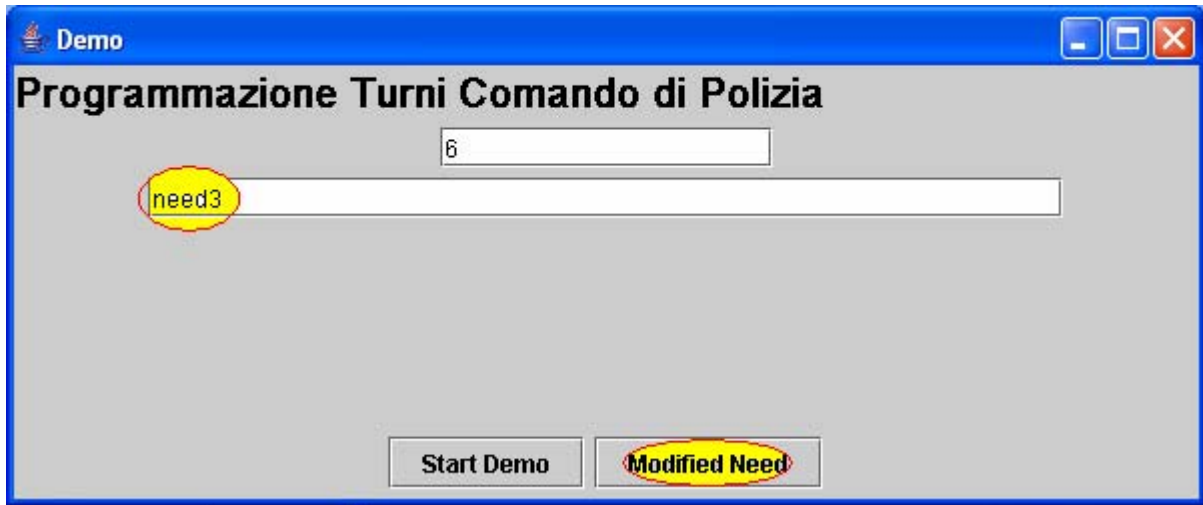 Demo
Programmazione Turni Comando di Polizia
6
need3
Start Demo Modified Need